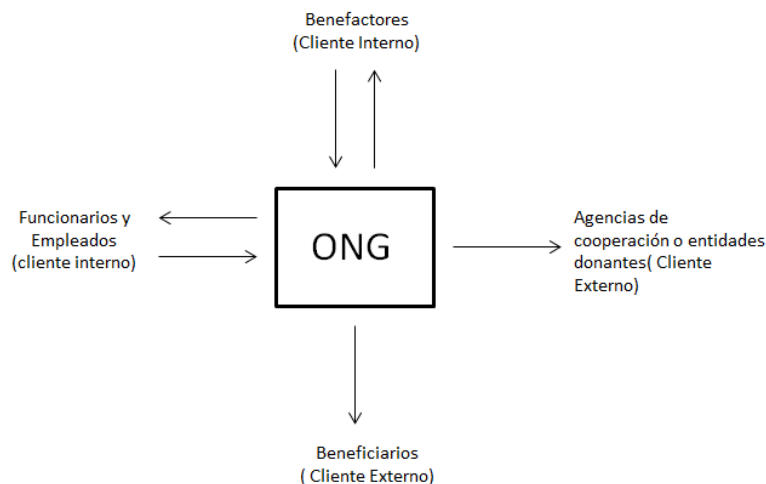 Benefactores
(Cliente Interno)
Funcionarios y
Empleados
(cliente interno)
ONG
Agencias de
cooperación o entidades
donantes( Cliente
Externo)
Beneficiarios
( Cliente Externo)